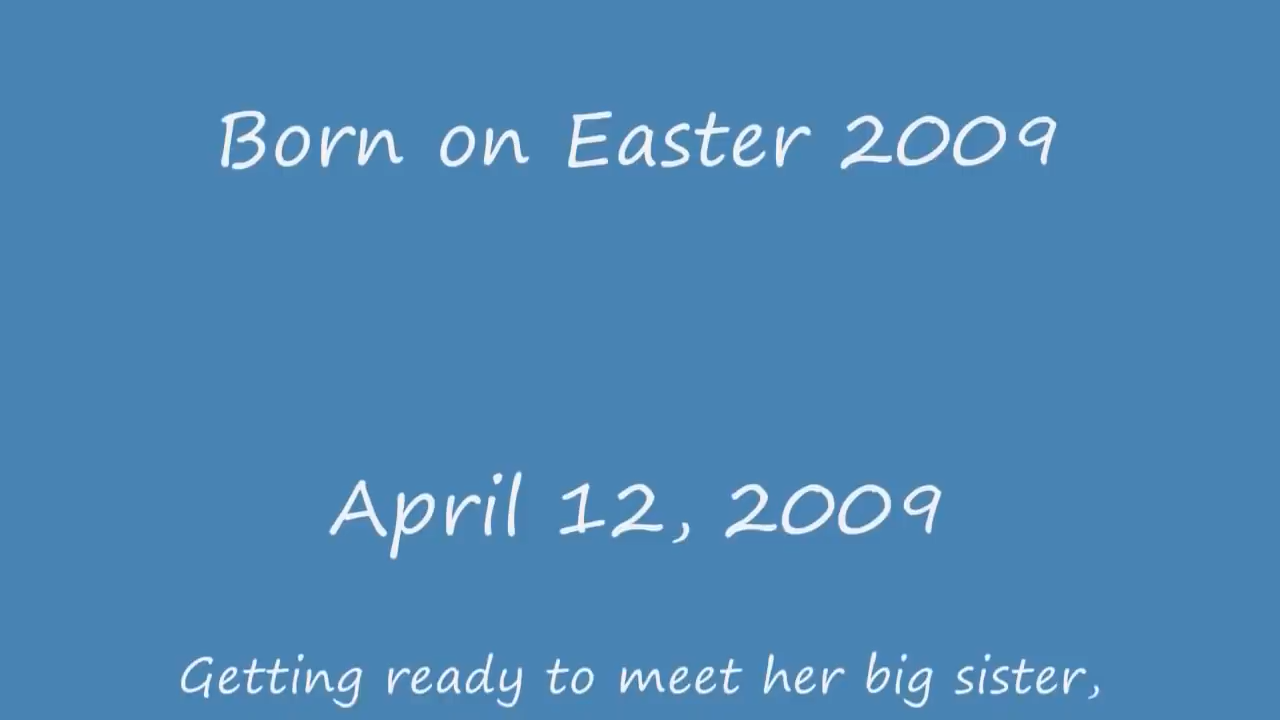 Born on Easter 2009
April 12, 2009
Getting ready to meet her big sister,